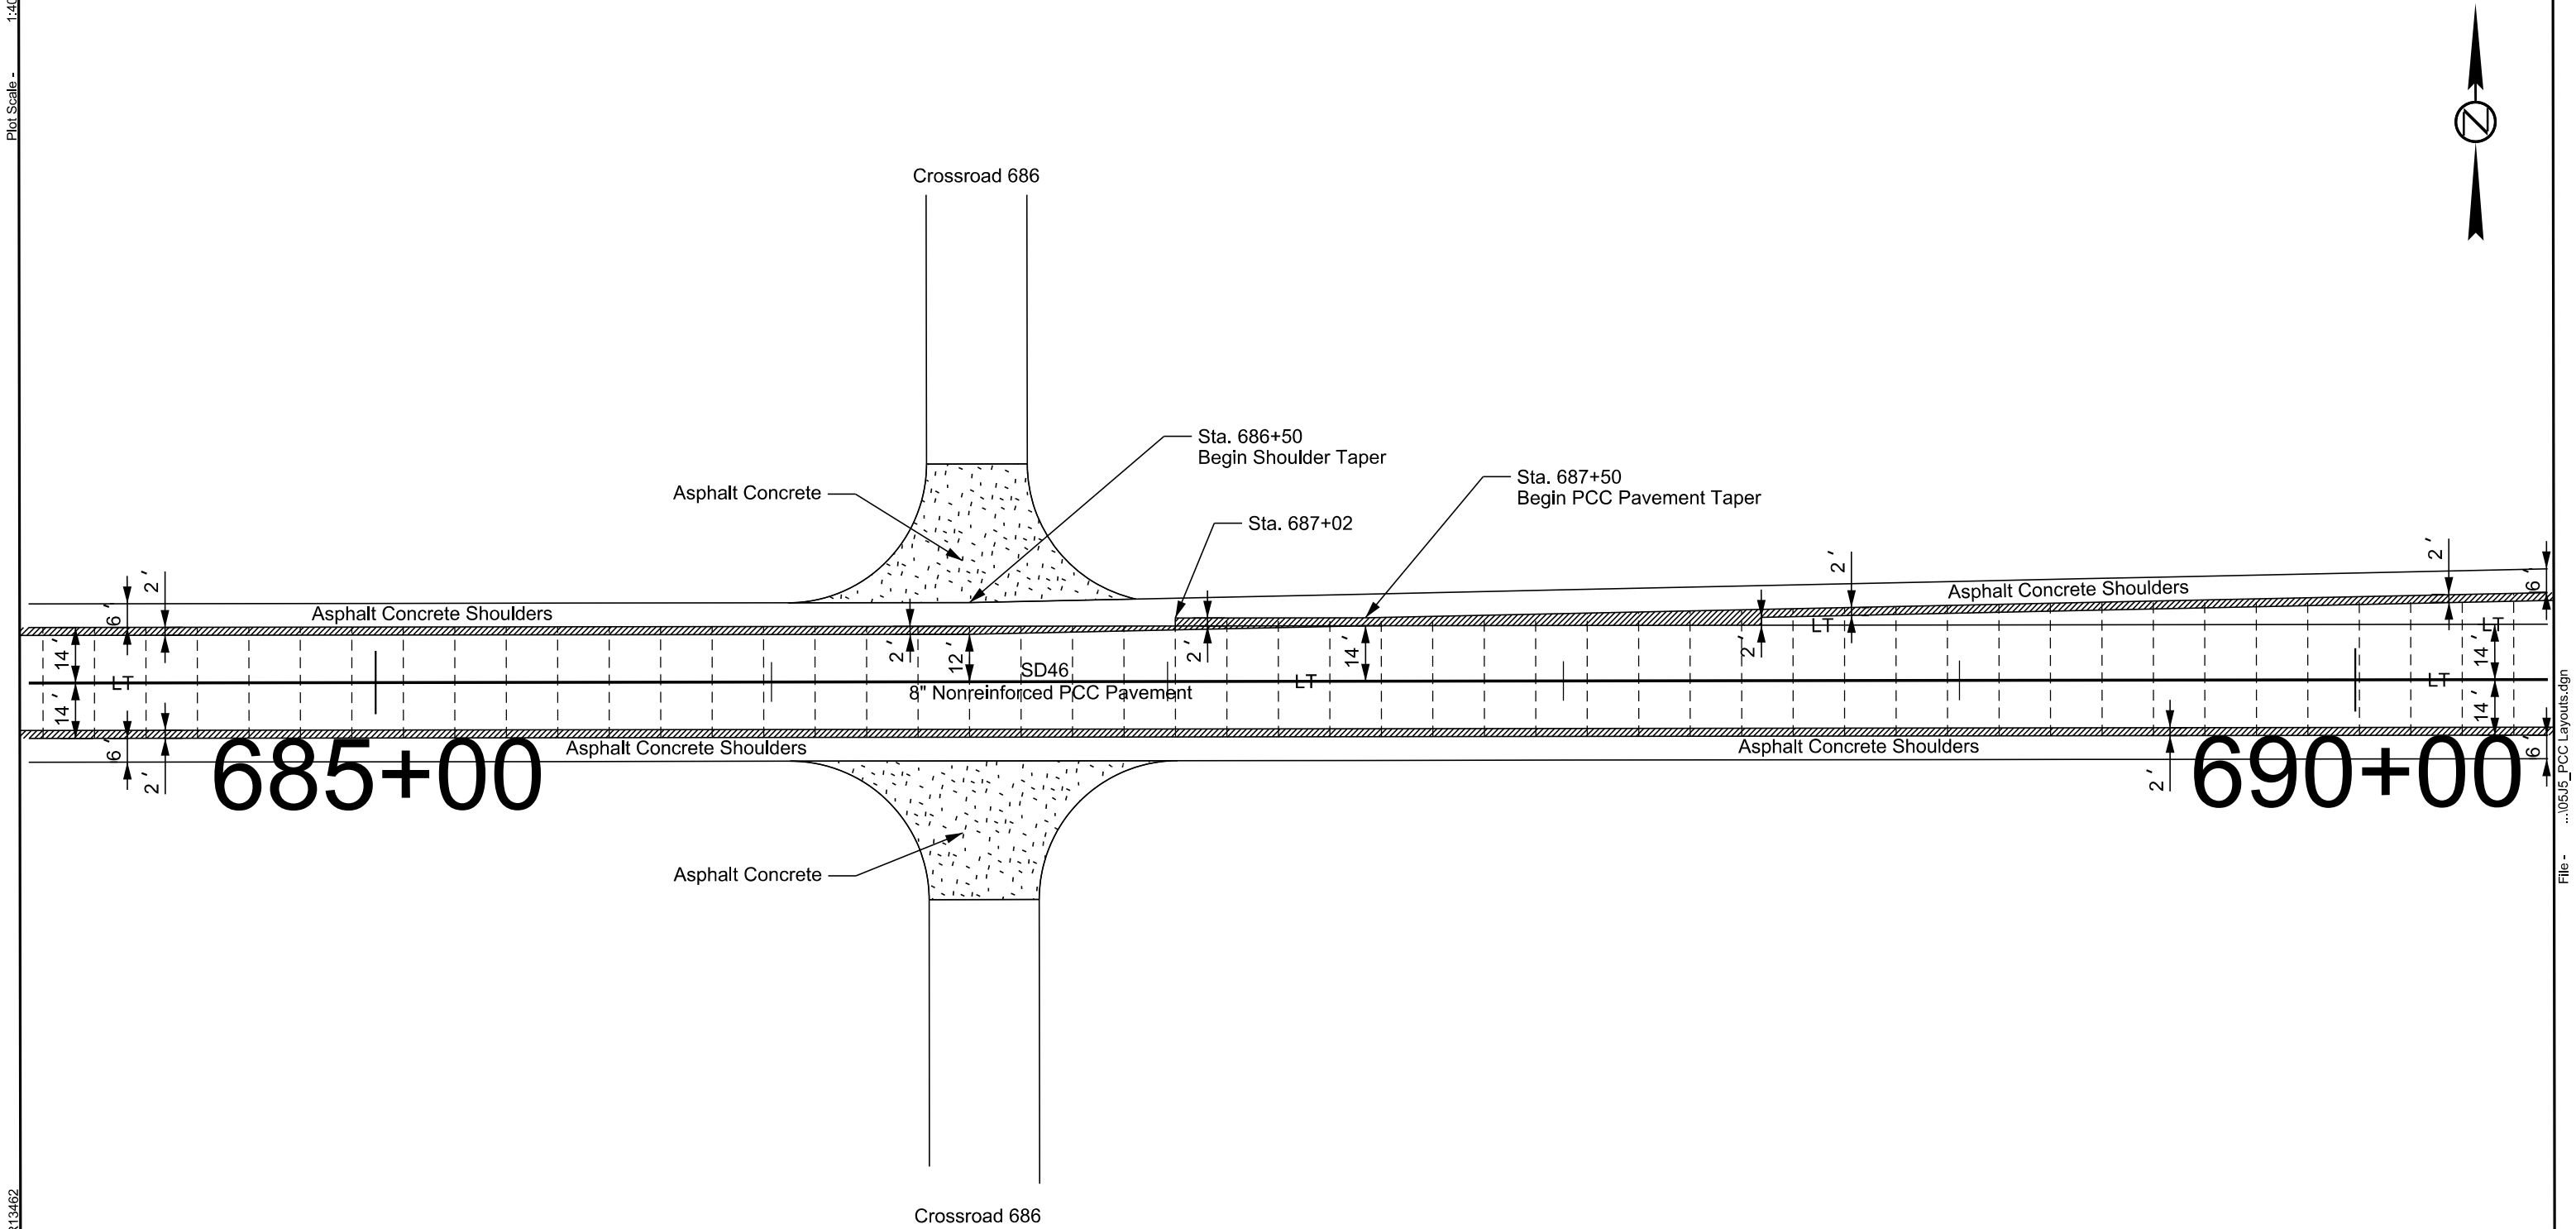 Plot Scale - 1:40
N
Crossroad 686
Sta. 686+50
Begin Shoulder Taper
Sta. 687+50
Begin PCC Pavement Taper
Asphalt Concrete
Sta. 687+02
2'
2'
2'
6'
6'
Asphalt Concrete Shoulders
Asphalt Concrete Shoulders
LT
LT
14'
2'
12'
2'
14'
2'
14'
SD46
LT
LT
LT
8" Nonreinforced PCC Pavement
14'
14'
6'
2'
Asphalt Concrete Shoulders
Asphalt Concrete Shoulders
2'
6'
685+00
690+00
Asphalt Concrete
Crossroad 686
File - ...\05J5_PCC Layouts.dgn